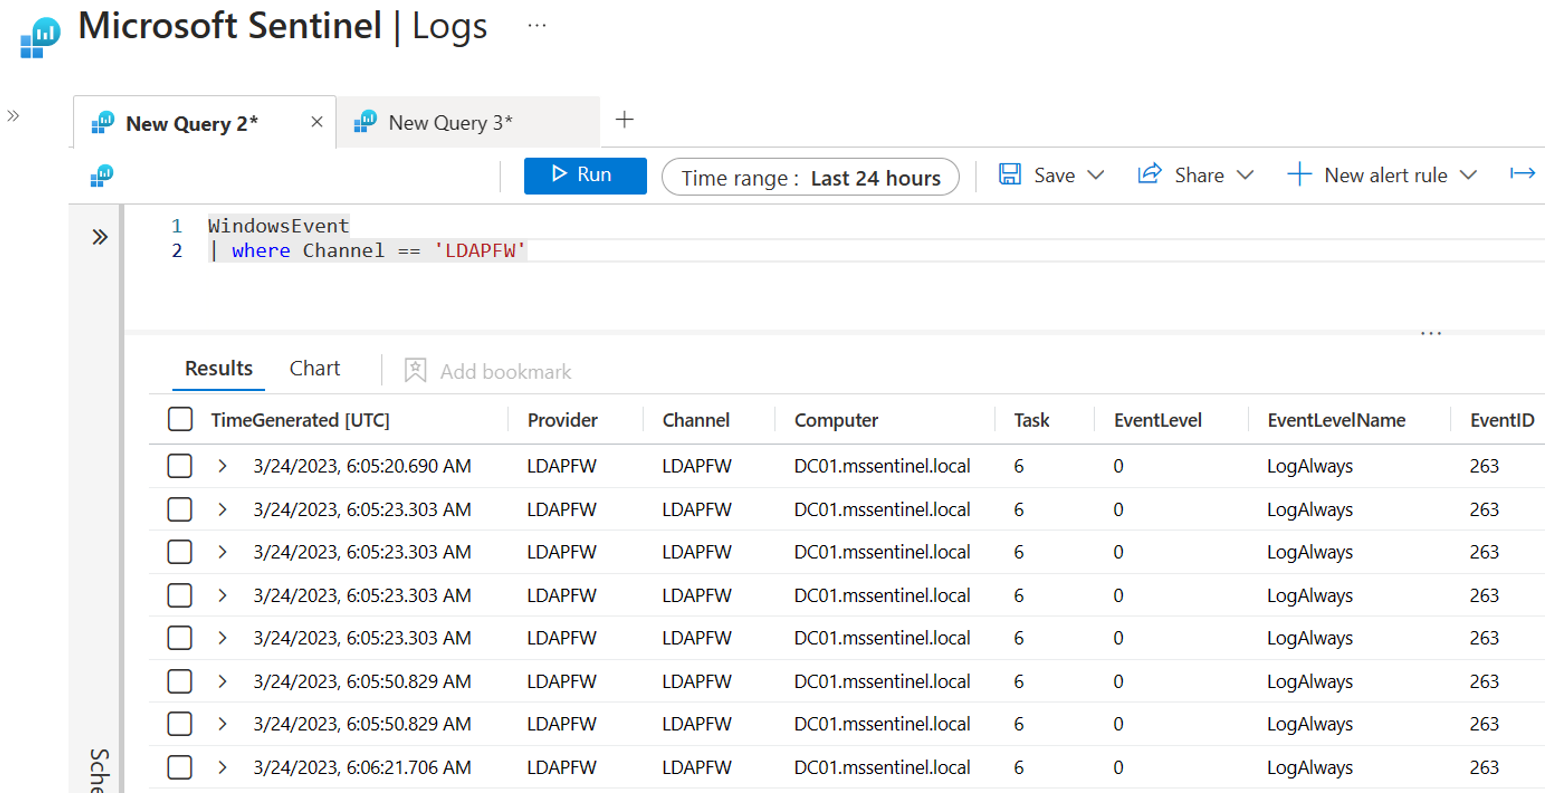 Microsoft Sentinel | Logs ...
» New Query 2* × New Query 3* +
Run Time range : Last 24 hours Save Share New alert rule
» 1 WindowsEvent
2 | where Channel == 'LDAPFW'
...
Results Chart Add bookmark
TimeGenerated [UTC] Provider Channel Computer Task EventLevel EventLevelName EventID
> 3/24/2023, 6:05:20.690 AM LDAPFW LDAPFW DC01.mssentinel.local 6 0 LogAlways 263
> 3/24/2023, 6:05:23.303 AM LDAPFW LDAPFW DC01.mssentinel.local 6 0 LogAlways 263
> 3/24/2023, 6:05:23.303 AM LDAPFW LDAPFW DC01.mssentinel.local 6 0 LogAlways 263
> 3/24/2023, 6:05:23.303 AM LDAPFW LDAPFW DC01.mssentinel.local 6 0 LogAlways 263
> 3/24/2023, 6:05:23.303 AM LDAPFW LDAPFW DC01.mssentinel.local 6 0 LogAlways 263
> 3/24/2023, 6:05:50.829 AM LDAPFW LDAPFW DC01.mssentinel.local 6 0 LogAlways 263
> 3/24/2023, 6:05:50.829 AM LDAPFW LDAPFW DC01.mssentinel.local 6 0 LogAlways 263
> 3/24/2023, 6:06:21.706 AM LDAPFW LDAPFW DC01.mssentinel.local 6 0 LogAlways 263
Sche